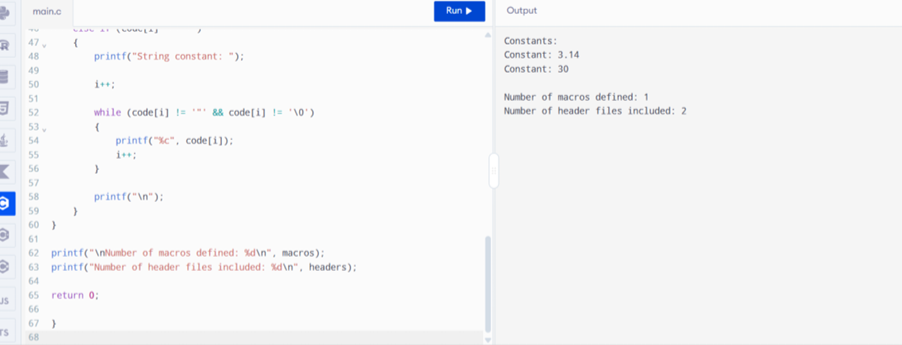 main.c
Run
Output
47
{
48
printf("String constant: ");
49
50
i++;
51
52
while (code[i] != '"' && code[i] != '\0')
53
{
54
printf("%c", code[i]);
55
i++;
56
}
57
58
printf("\n");
59
}
60
}
61
62
printf("\nNumber of macros defined: %d\n", macros);
63
printf("Number of header files included: %d\n", headers);
64
65
return 0;
66
67
}
68
Constants:
Constant: 3.14
Constant: 30
Number of macros defined: 1
Number of header files included: 2